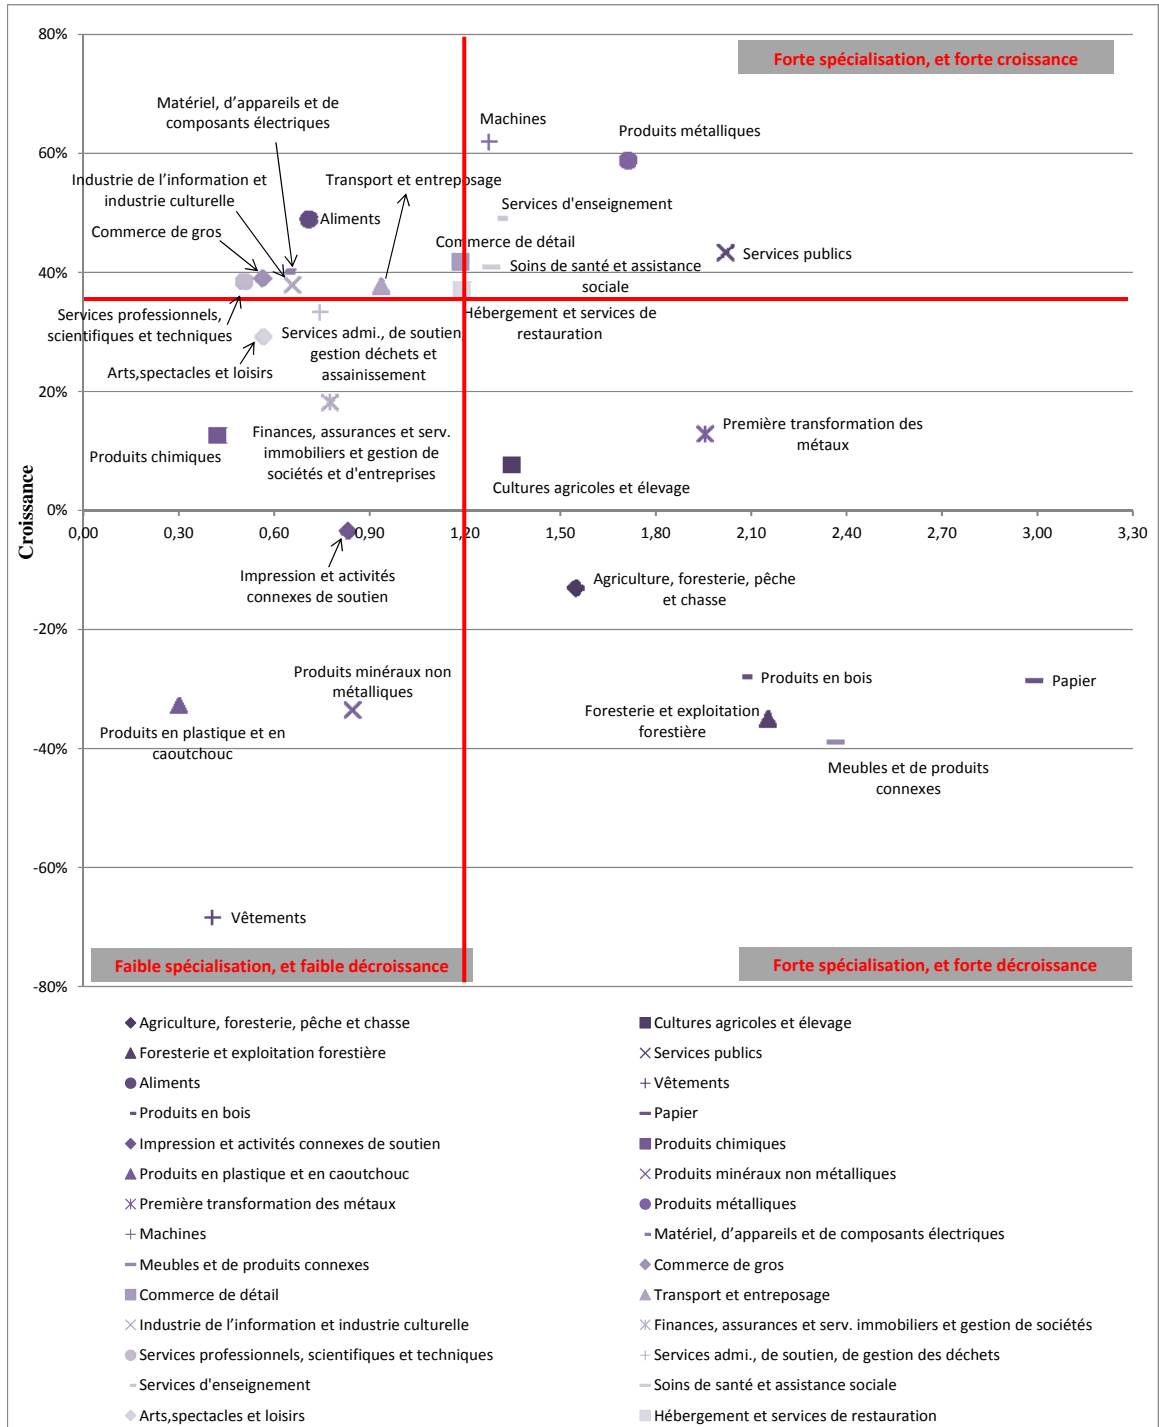 80%
Forte spécialisation, et forte croissance
Matériel, d’appareils et de
composants électriques
Machines
Produits métalliques
60%
Industrie de l’information et
industrie culturelle
Transport et entreposage
Services d'enseignement
Aliments
Commerce de gros
Commerce de détail
Services publics
40%
Soins de santé et assistance
sociale
Services professionnels,
scientifiques et techniques
Hébergement et services de
restauration
Services admi., de soutien,
gestion déchets et
assainissement
Arts,spectacles et loisirs
20%
Finances, assurances et serv.
immobiliers et gestion de
sociétés et d'entreprises
Première transformation des
métaux
Produits chimiques
Cultures agricoles et élevage
Croissance
0%
0,00 0,30 0,60 0,90 1,20 1,50 1,80 2,10 2,40 2,70 3,00 3,30
Impression et activités
connexes de soutien
Agriculture, foresterie, pêche
et chasse
-20%
Produits minéraux non
métalliques
Produits en bois
Papier
Foresterie et exploitation
forestière
Produits en plastique et en
caoutchouc
-40%
Meubles et de produits
connexes
-60%
Vêtements
Faible spécialisation, et faible décroissance
Forte spécialisation, et forte décroissance
-80%
Agriculture, foresterie, pêche et chasse
Cultures agricoles et élevage
Foresterie et exploitation forestière
Services publics
Aliments
Vêtements
Produits en bois
Papier
Impression et activités connexes de soutien
Produits chimiques
Produits en plastique et en caoutchouc
Produits minéraux non métalliques
Première transformation des métaux
Produits métalliques
Machines
Matériel, d’appareils et de composants électriques
Meubles et de produits connexes
Commerce de gros
Commerce de détail
Transport et entreposage
Industrie de l’information et industrie culturelle
Finances, assurances et serv. immobiliers et gestion de sociétés
Services professionnels, scientifiques et techniques
Services admi., de soutien, de gestion des déchets
Services d'enseignement
Soins de santé et assistance sociale
Arts,spectacles et loisirs
Hébergement et services de restauration